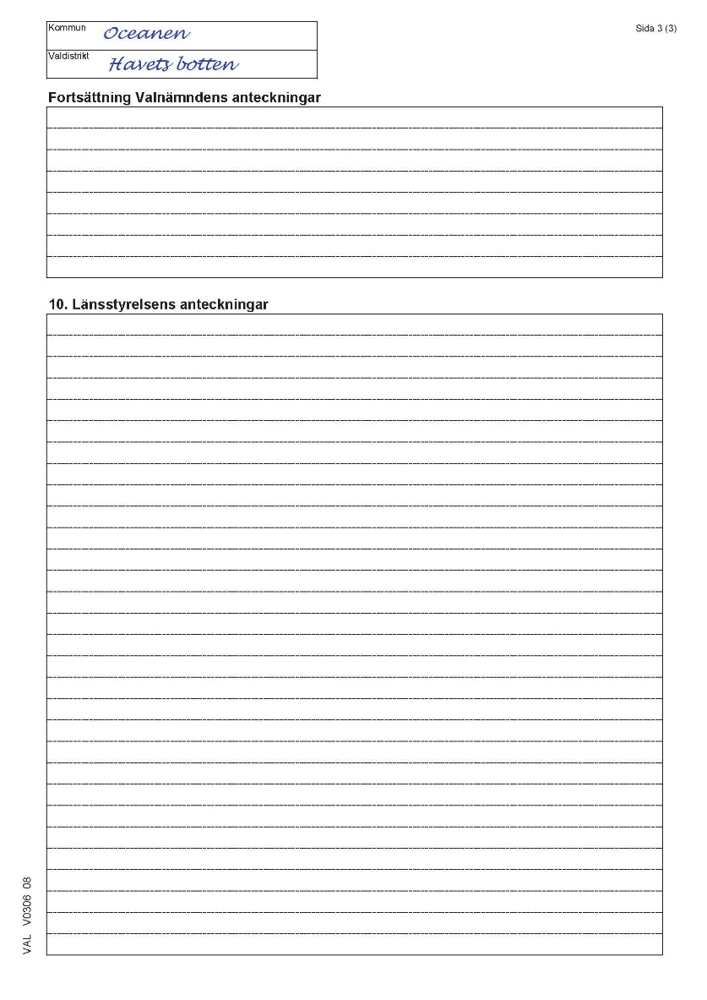 Kommun Oceanen
Sida 3 (3)
Valdistrikt Havets botten
Fortsättning Valnämndens anteckningar
10. Länsstyrelsens anteckningar
VAL V0306 08